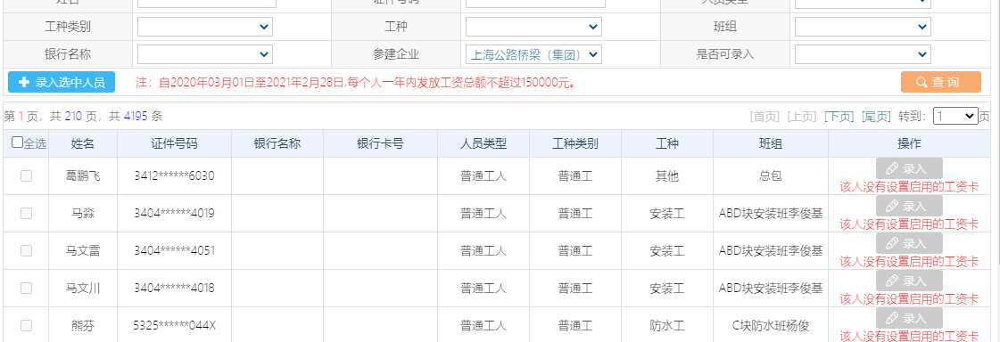 姓名 证件号码 人员类型
工种类别 工种 班组
银行名称 参建企业 上海公路桥梁（集团） 是否可录入
录入选中人员 注：自2020年03月01日至2021年2月28日,每个人一年内发放工资总额不超过150000元。 查 询
第 1 页，共 210 页，共 4195 条 [首页] [上页] [下页] [尾页] 转到： 1 页
全选 姓名 证件号码 银行名称 银行卡号 人员类型 工种类别 工种 班组 操作
葛鹏飞 3412******6030 普通工人 普通工 其他 总包 录入
该人没有设置启用的工资卡
马淼 3404******4019 普通工人 普通工 安装工 ABD块安装班李俊基 录入
该人没有设置启用的工资卡
马文雷 3404******4051 普通工人 普通工 安装工 ABD块安装班李俊基 录入
该人没有设置启用的工资卡
马文川 3404******4018 普通工人 普通工 安装工 ABD块安装班李俊基 录入
该人没有设置启用的工资卡
熊芬 5325******044X 普通工人 普通工 防水工 C块防水班杨俊 录入
该人没有设置启用的工资卡